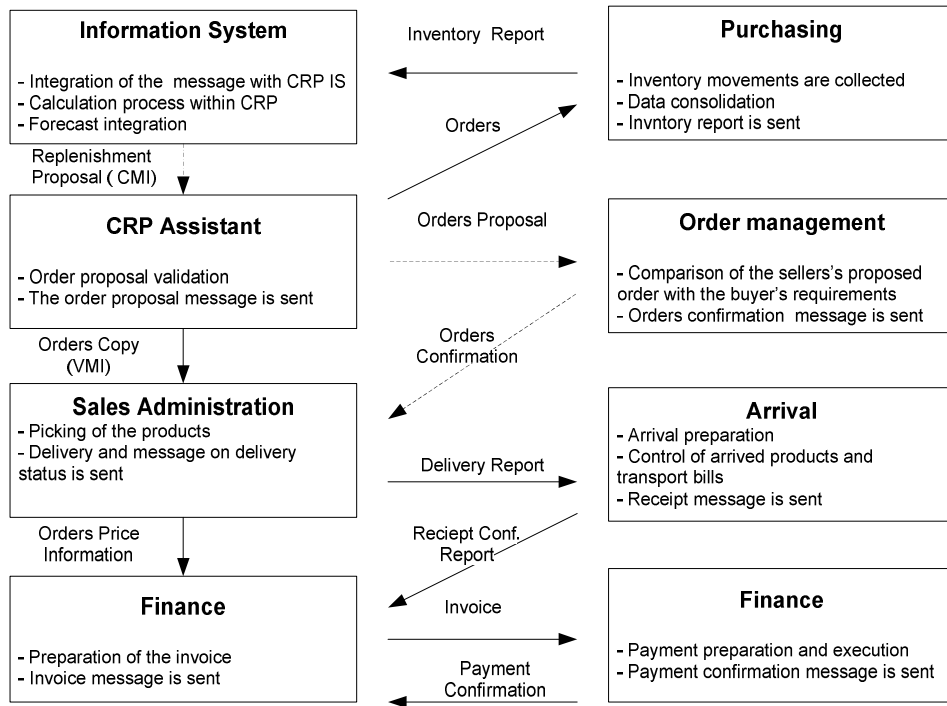 Information System
- Integration of the message with CRP IS
- Calculation process within CRP
- Forecast integration
Inventory Report
Purchasing
- Inventory movements are collected
- Data consolidation
- Invntory report is sent
Orders
Replenishment
Proposal ( CMI)
CRP Assistant
- Order proposal validation
- The order proposal message is sent
Orders Proposal
Order management
- Comparison of the sellers's proposed
order with the buyer's requirements
- Orders confirmation message is sent
Orders
Confirmation
Orders Copy
(VMI)
Sales Administration
- Picking of the products
- Delivery and message on delivery
status is sent
Delivery Report
Arrival
- Arrival preparation
- Control of arrived products and
transport bills
- Receipt message is sent
Orders Price
Information
Reciept Conf.
Report
Finance
- Preparation of the invoice
- Invoice message is sent
Invoice
Payment
Confirmation
Finance
- Payment preparation and execution
- Payment confirmation message is sent